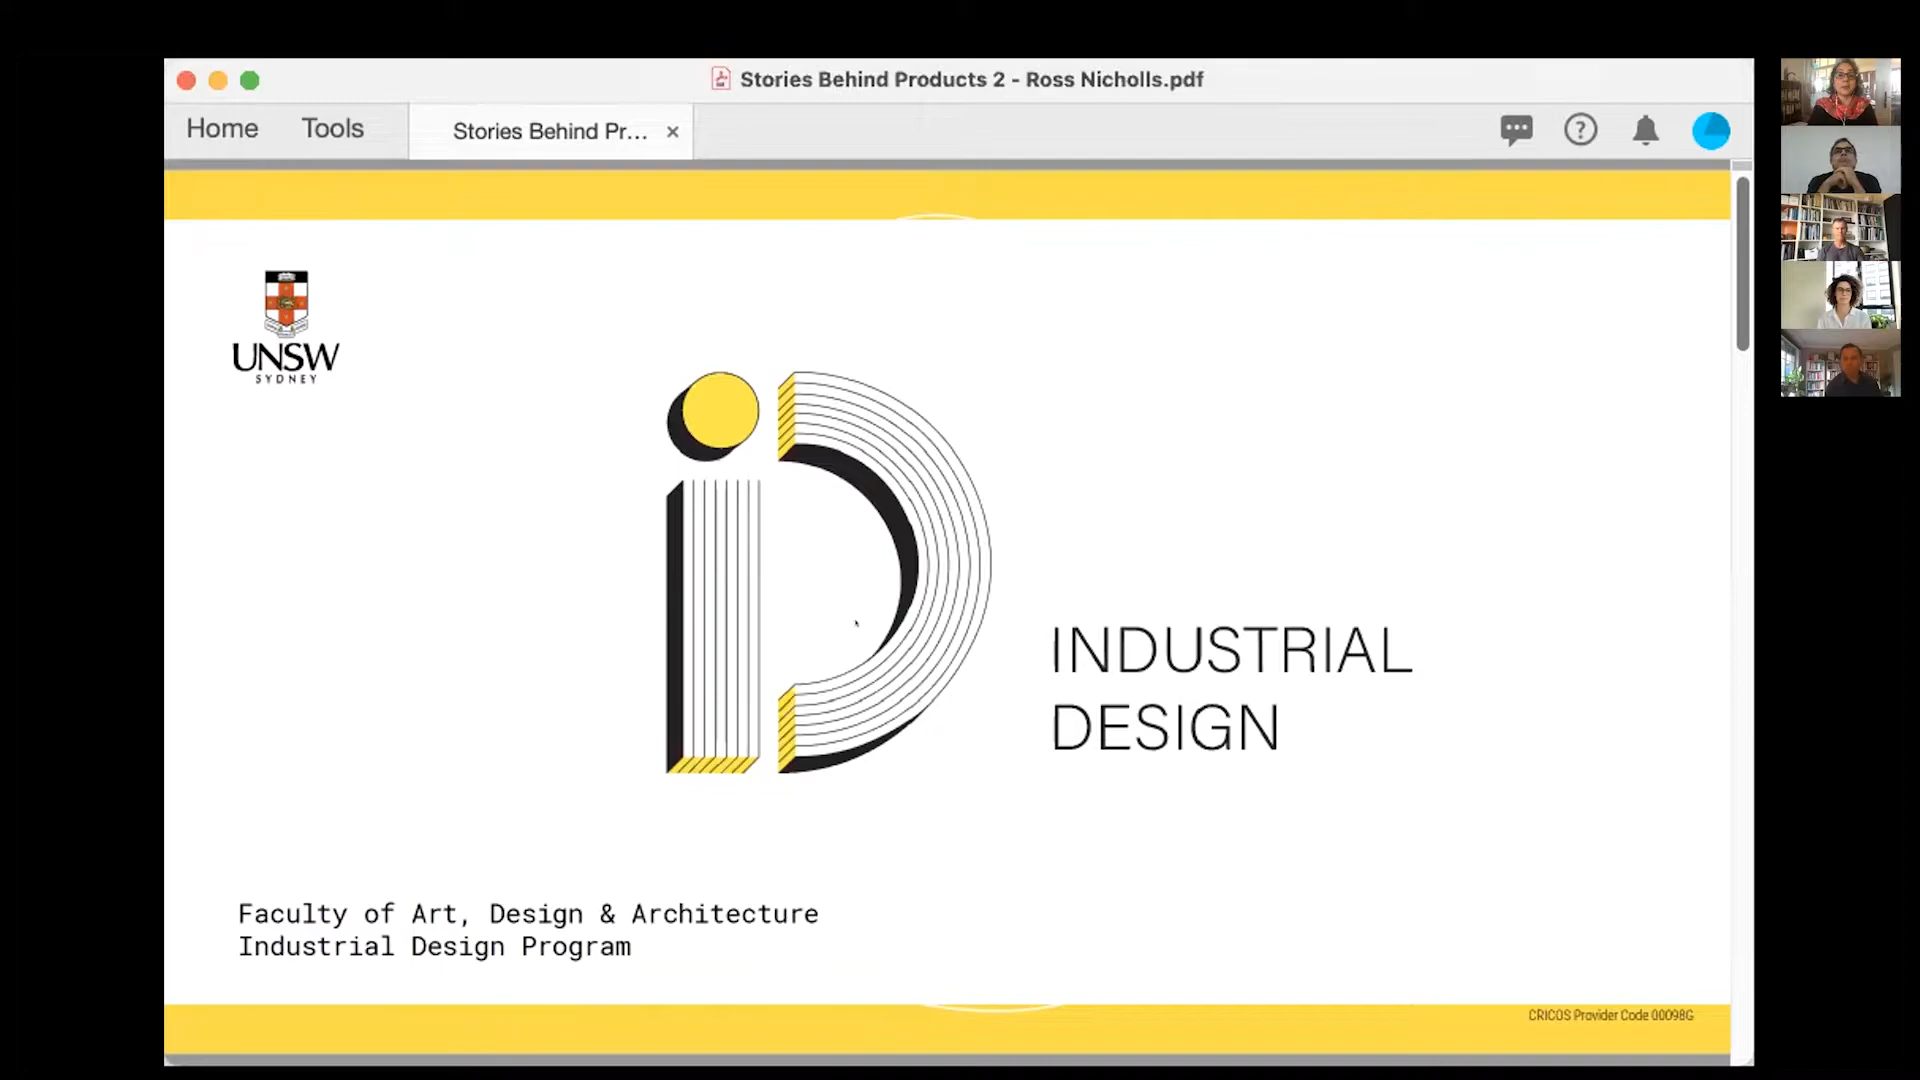 Stories Behind Products 2 - Ross Nicholls.pdf
Home
Tools
Stories Behind Pr...
UNSW
SYDNEY
iD
INDUSTRIAL
DESIGN
Faculty of Art, Design & Architecture
Industrial Design Program
CRICOS Provider Code 00098G